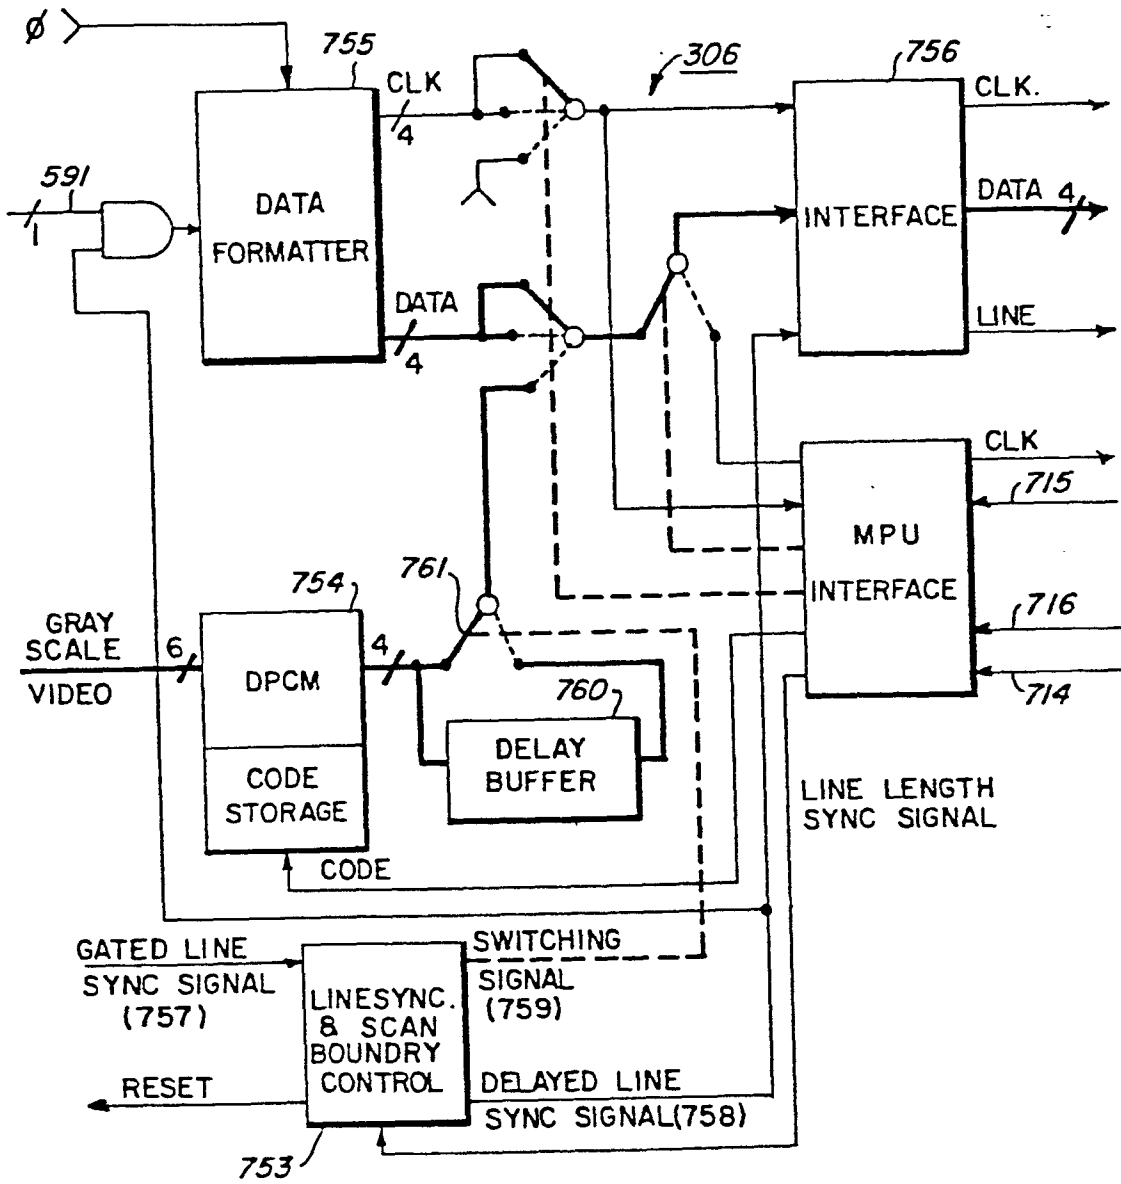 ø
755
CLK
4
306
756
CLK.
591
1
DATA
FORMATTER
INTERFACE
DATA 4
DATA
4
LINE
CLK
715
MPU
INTERFACE
716
714
754
761
GRAY
SCALE
VIDEO
6
DPCM
4
760
DELAY
BUFFER
CODE
STORAGE
CODE
LINE LENGTH
SYNC SIGNAL
GATED LINE
SYNC SIGNAL
(757)
SWITCHING
SIGNAL
(759)
LINESYNC.
& SCAN
BOUNDRY
CONTROL
RESET
DELAYED LINE
SYNC SIGNAL(758)
753